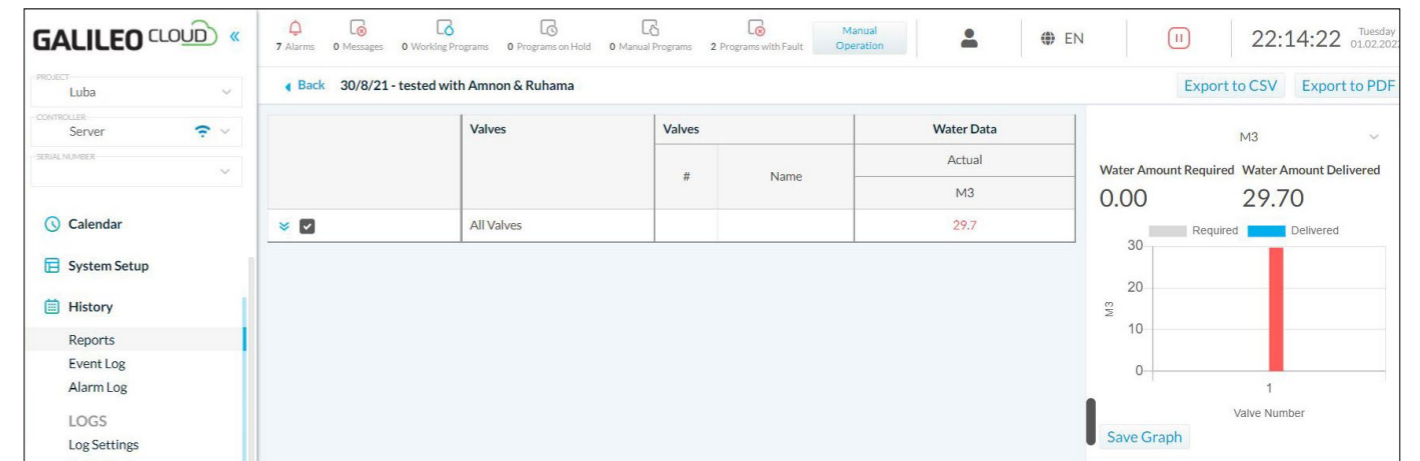 GALILEO CLOUD «
7 Alarms 0 Messages 0 Working Programs 0 Programs on Hold 0 Manual Programs 2 Programs with Fault
Manual
Operation
EN
22:14:22
Tuesday
01.02.202
PROJECT
Luba
CONTROLLER
Server
SERIAL NUMBER
Calendar
System Setup
History
Reports
Event Log
Alarm Log
LOGS
Log Settings
Back 30/8/21 - tested with Amnon & Ruhama
Export to CSV Export to PDF
Valves Valves Water Data
# Name Actual
M3
All Valves 29.7
M3
Water Amount Required Water Amount Delivered
0.00 29.70
Required Delivered
30
20
10
0
M3
1
Valve Number
Save Graph